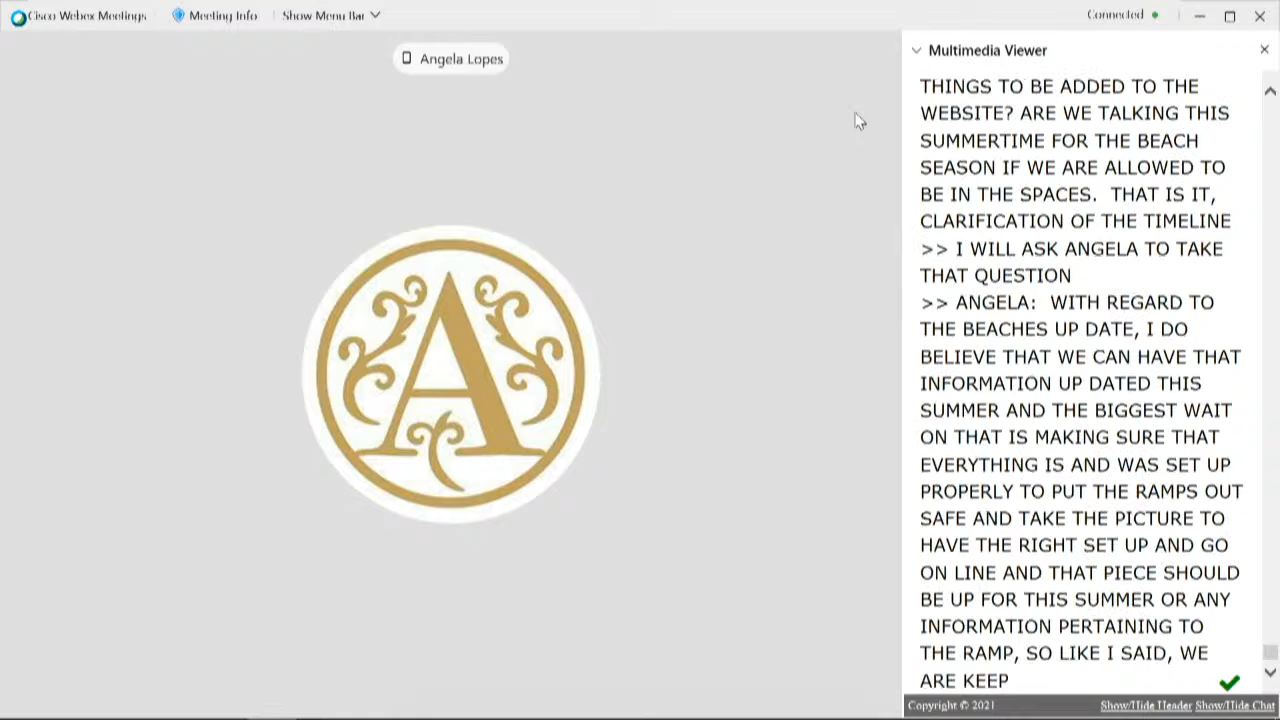 Cisco Webex Meetings
Meeting Info
Show Menu Bar
Connected
Angela Lopes
Multimedia Viewer
A
THINGS TO BE ADDED TO THE
WEBSITE? ARE WE TALKING THIS
SUMMERTIME FOR THE BEACH
SEASON IF WE ARE ALLOWED TO
BE IN THE SPACES. THAT IS IT,
CLARIFICATION OF THE TIMELINE
>> I WILL ASK ANGELA TO TAKE
THAT QUESTION
>> ANGELA: WITH REGARD TO
THE BEACHES UP DATE, I DO
BELIEVE THAT WE CAN HAVE THAT
INFORMATION UP DATED THIS
SUMMER AND THE BIGGEST WAIT
ON THAT IS MAKING SURE THAT
EVERYTHING IS AND WAS SET UP
PROPERLY TO PUT THE RAMPS OUT
SAFE AND TAKE THE PICTURE TO
HAVE THE RIGHT SET UP AND GO
ON LINE AND THAT PIECE SHOULD
BE UP FOR THIS SUMMER OR ANY
INFORMATION PERTAINING TO
THE RAMP, SO LIKE I SAID, WE
ARE KEEP
Copyright © 2021
Show/Hide Header Show/Hide Chat